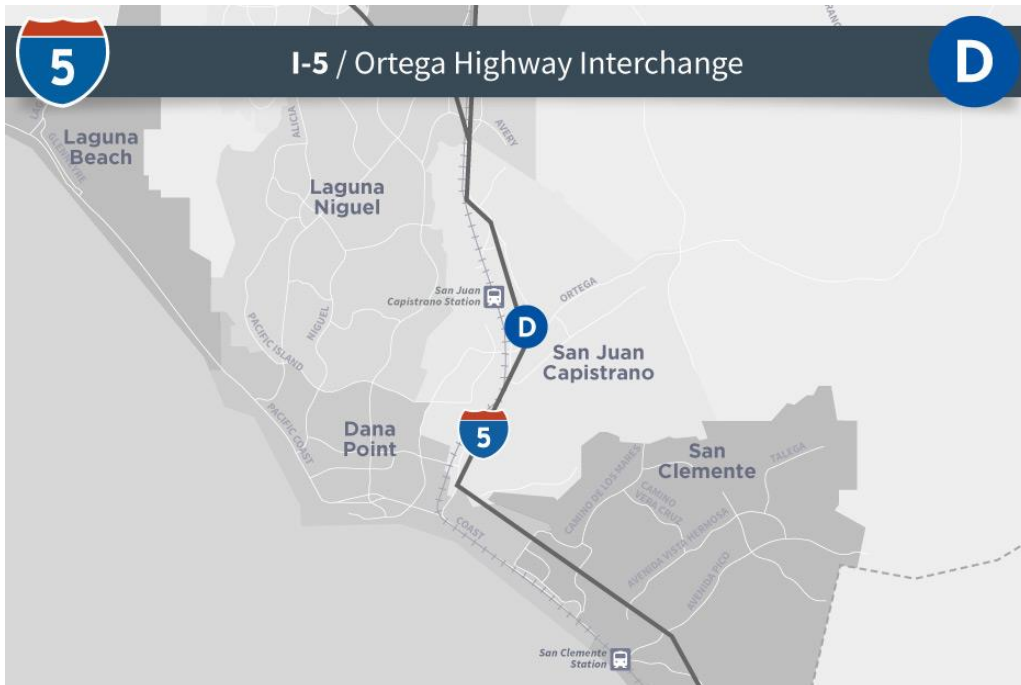 5
I-5 / Ortega Highway Interchange
D
Laguna
Beach
GLENNEYRE
ALICIA
AVERY
Laguna
Niguel
San Juan
Capistrano Station
ORTEGA
D
San Juan
Capistrano
PACIFIC ISLAND
NIGUEL
PACIFIC COAST
Dana
Point
5
San
Clemente
TALEGA
CAMINO DE LOS MARES
CAMINO
VERA CRUZ
COAST
AVENIDA VISTA HERMOSA
AVENIDA PICO
San Clemente
Station